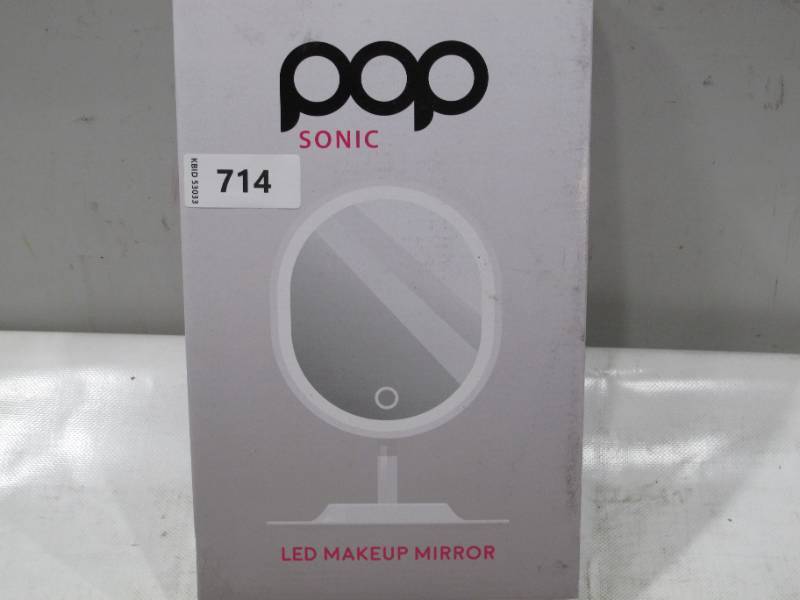 pop
SONIC
KBID 53033
714
LED MAKEUP MIRROR